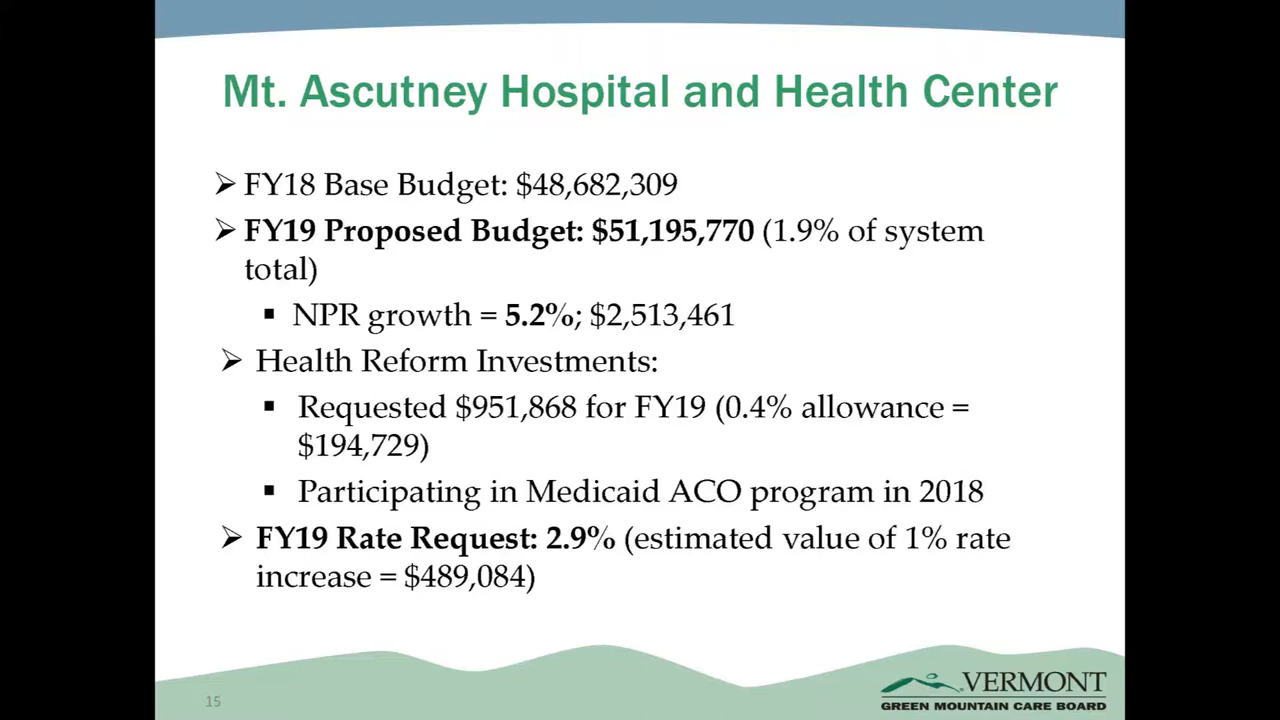 Mt. Ascutney Hospital and Health Center
➢ FY18 Base Budget: $48,682,309
➢ FY19 Proposed Budget: $51,195,770 (1.9% of system
total)
▪ NPR growth = 5.2%; $2,513,461
➢ Health Reform Investments:
▪ Requested $951,868 for FY19 (0.4% allowance =
$194,729)
▪ Participating in Medicaid ACO program in 2018
➢ FY19 Rate Request: 2.9% (estimated value of 1% rate
increase = $489,084)
15
VERMONT
GREEN MOUNTAIN CARE BOARD